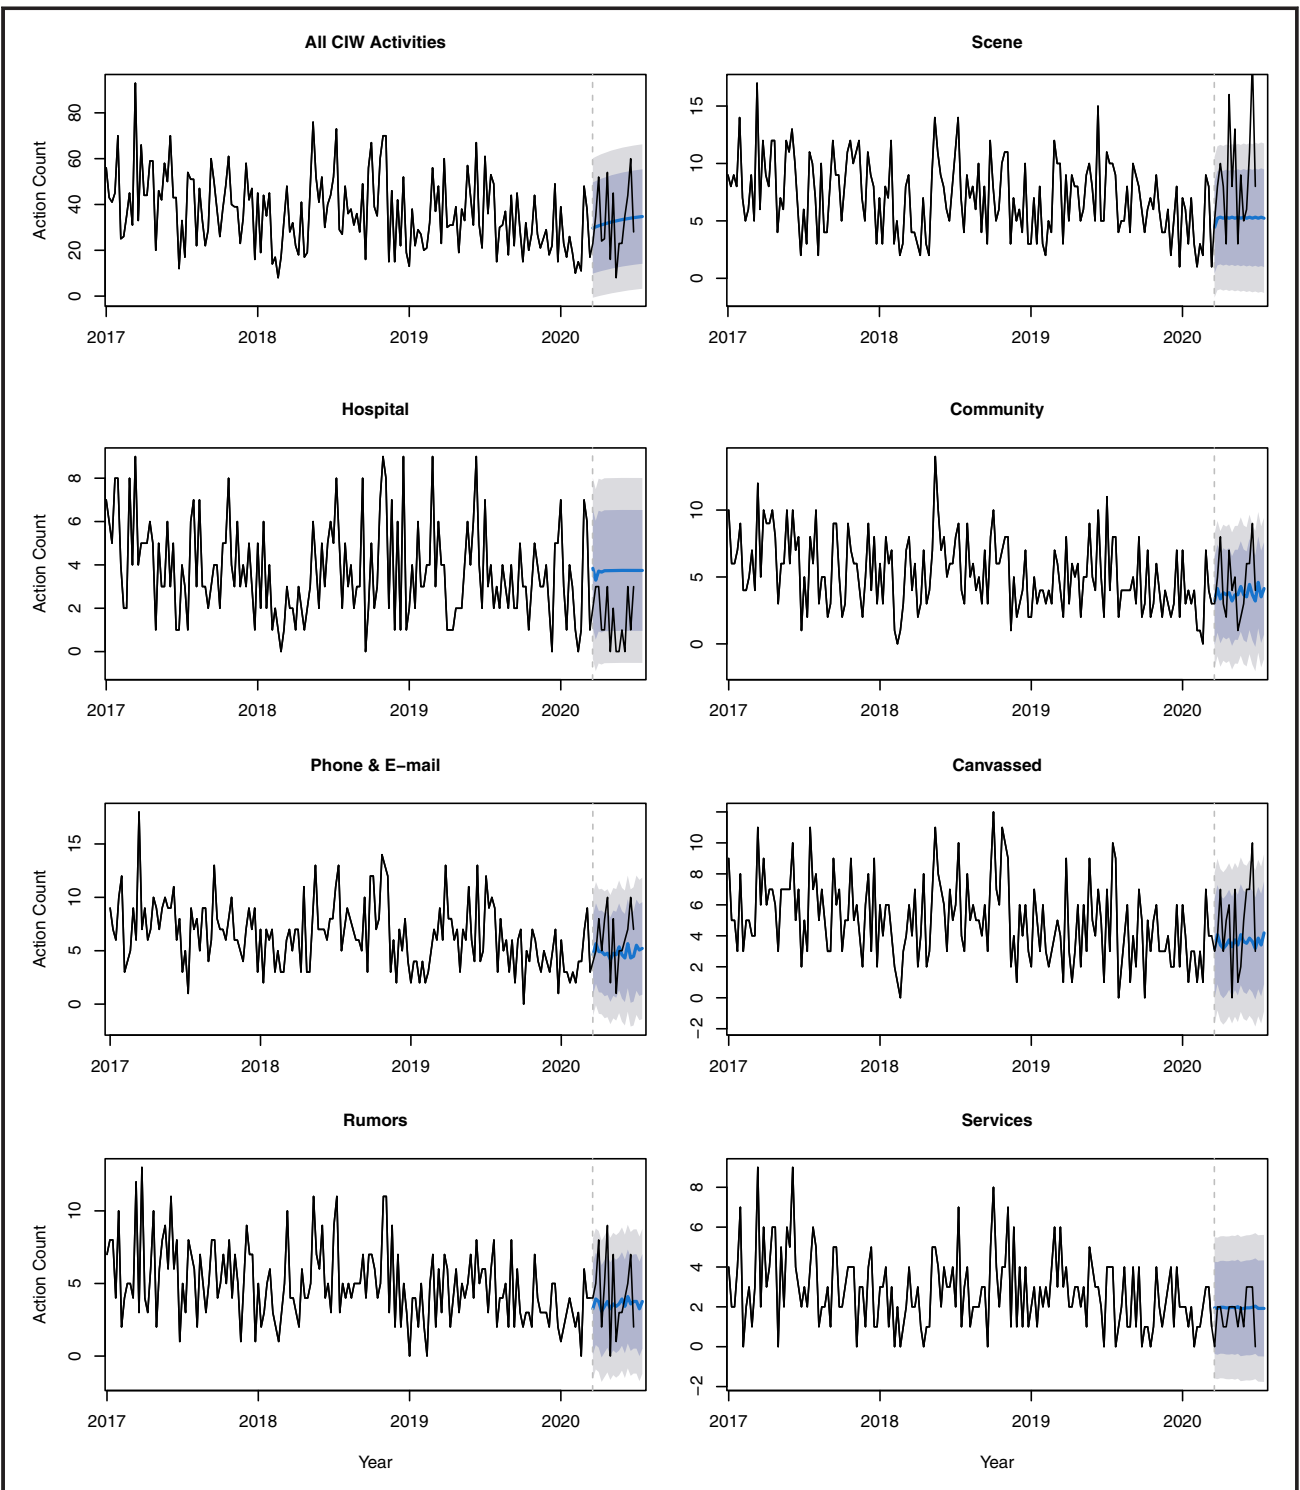 All CIW Activities
Scene
Action Count
80
60
40
20
0
2017 2018 2019 2020
15
10
5
0
2017 2018 2019 2020
Hospital
Community
Action Count
8
6
4
2
0
2017 2018 2019 2020
10
5
0
2017 2018 2019 2020
Phone & E−mail
Canvassed
Action Count
15
10
5
0
2017 2018 2019 2020
10
8
6
4
2
0
−2
2017 2018 2019 2020
Rumors
Services
Action Count
10
5
0
2017 2018 2019 2020
Year
8
6
4
2
0
−2
2017 2018 2019 2020
Year